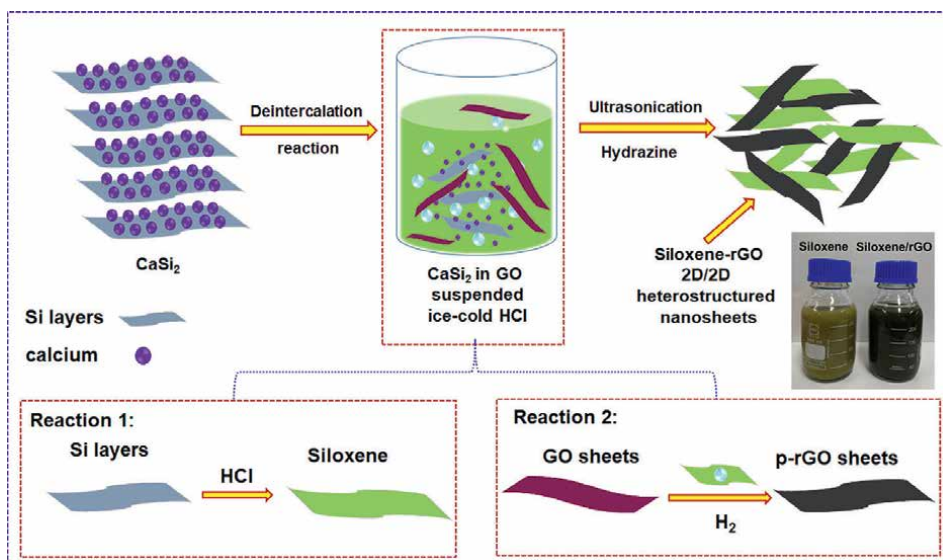 Deintercalation
reaction
Ultrasonication
Hydrazine
CaSi₂
CaSi₂ in GO
suspended
ice-cold HCl
Siloxene-rGO
2D/2D
heterostructured
nanosheets
Siloxene Siloxene/rGO
Si layers
calcium
Reaction 1:
Si layers
HCl
Siloxene
Reaction 2:
GO sheets
H₂
p-rGO sheets